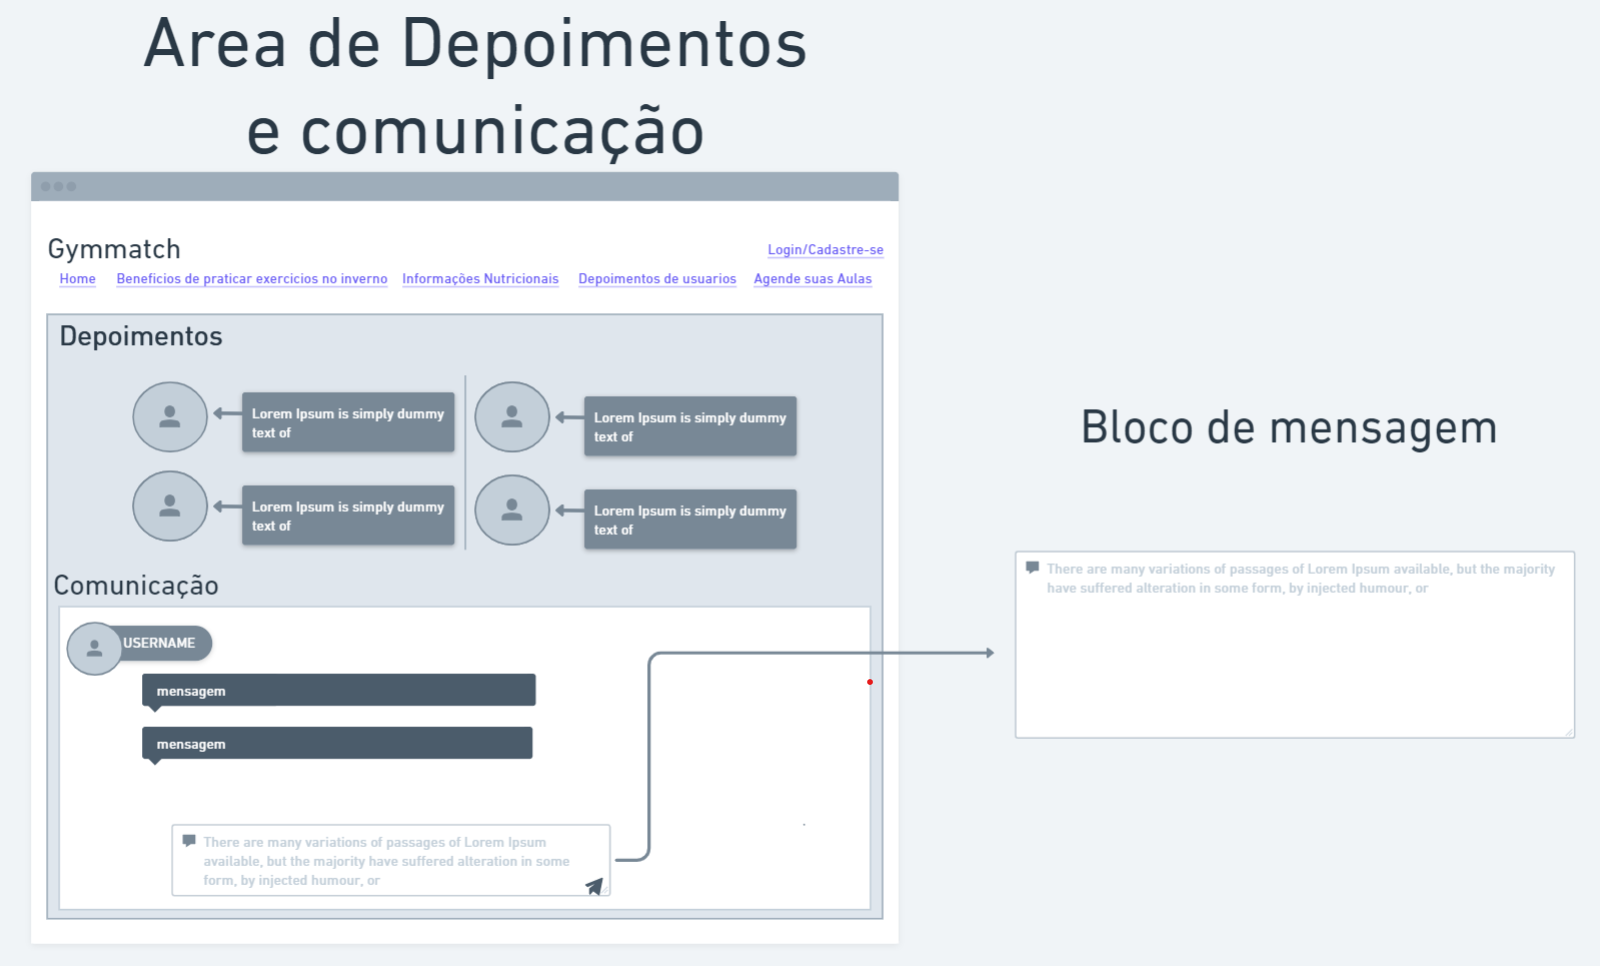 Area de Depoimentos
e comunicação
Gymmatch
Login/Cadastre-se
Home Beneficios de praticar exercicios no inverno Informações Nutricionais Depoimentos de usuarios Agende suas Aulas
Depoimentos
Lorem Ipsum is simply dummy
text of
Lorem Ipsum is simply dummy
text of
Lorem Ipsum is simply dummy
text of
Lorem Ipsum is simply dummy
text of
Comunicação
USERNAME
mensagem
mensagem
There are many variations of passages of Lorem Ipsum
available, but the majority have suffered alteration in some
form, by injected humour, or
Bloco de mensagem
There are many variations of passages of Lorem Ipsum available, but the majority
have suffered alteration in some form, by injected humour, or